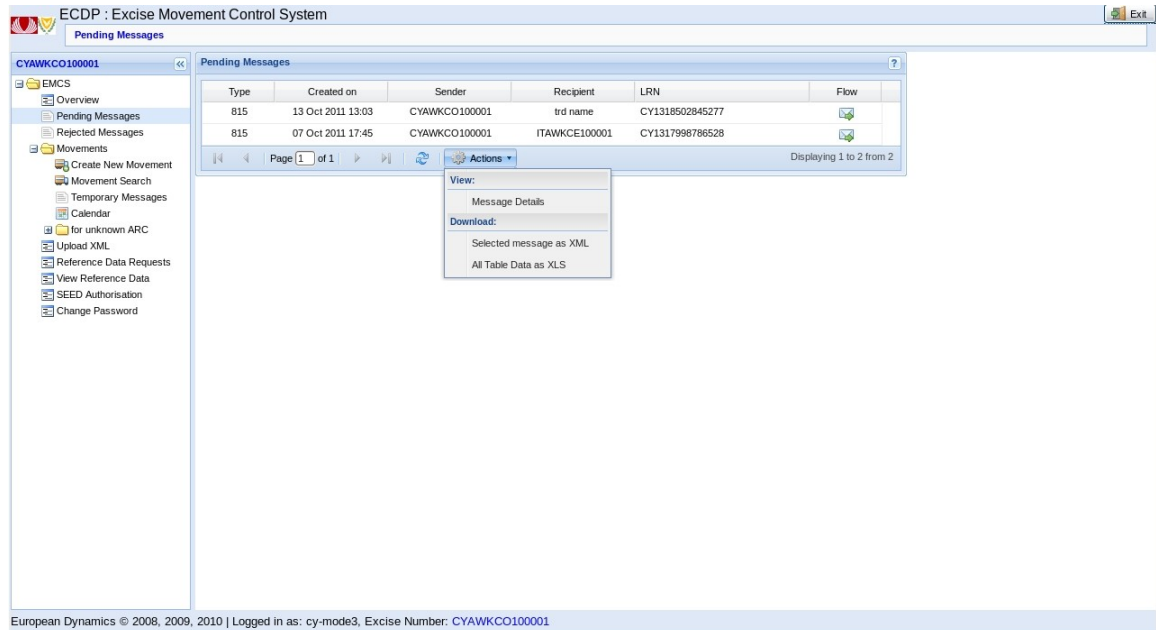 ECDP : Excise Movement Control System
Exit
Pending Messages
CYAWKCO100001
EMCS
Overview
Pending Messages
Rejected Messages
Movements
Create New Movement
Movement Search
Temporary Messages
Calendar
for unknown ARC
Upload XML
Reference Data Requests
View Reference Data
SEED Authorisation
Change Password
Pending Messages ?
Type Created on Sender Recipient LRN Flow
815 13 Oct 2011 13:03 CYAWKCO100001 trd name CY1318502845277
815 07 Oct 2011 17:45 CYAWKCO100001 ITAWKCE100001 CY1317998786528
Page 1 of 1 Actions Displaying 1 to 2 from 2
View:
Message Details
Download:
Selected message as XML
All Table Data as XLS
European Dynamics © 2008, 2009, 2010 | Logged in as: cy-mode3, Excise Number: CYAWKCO100001